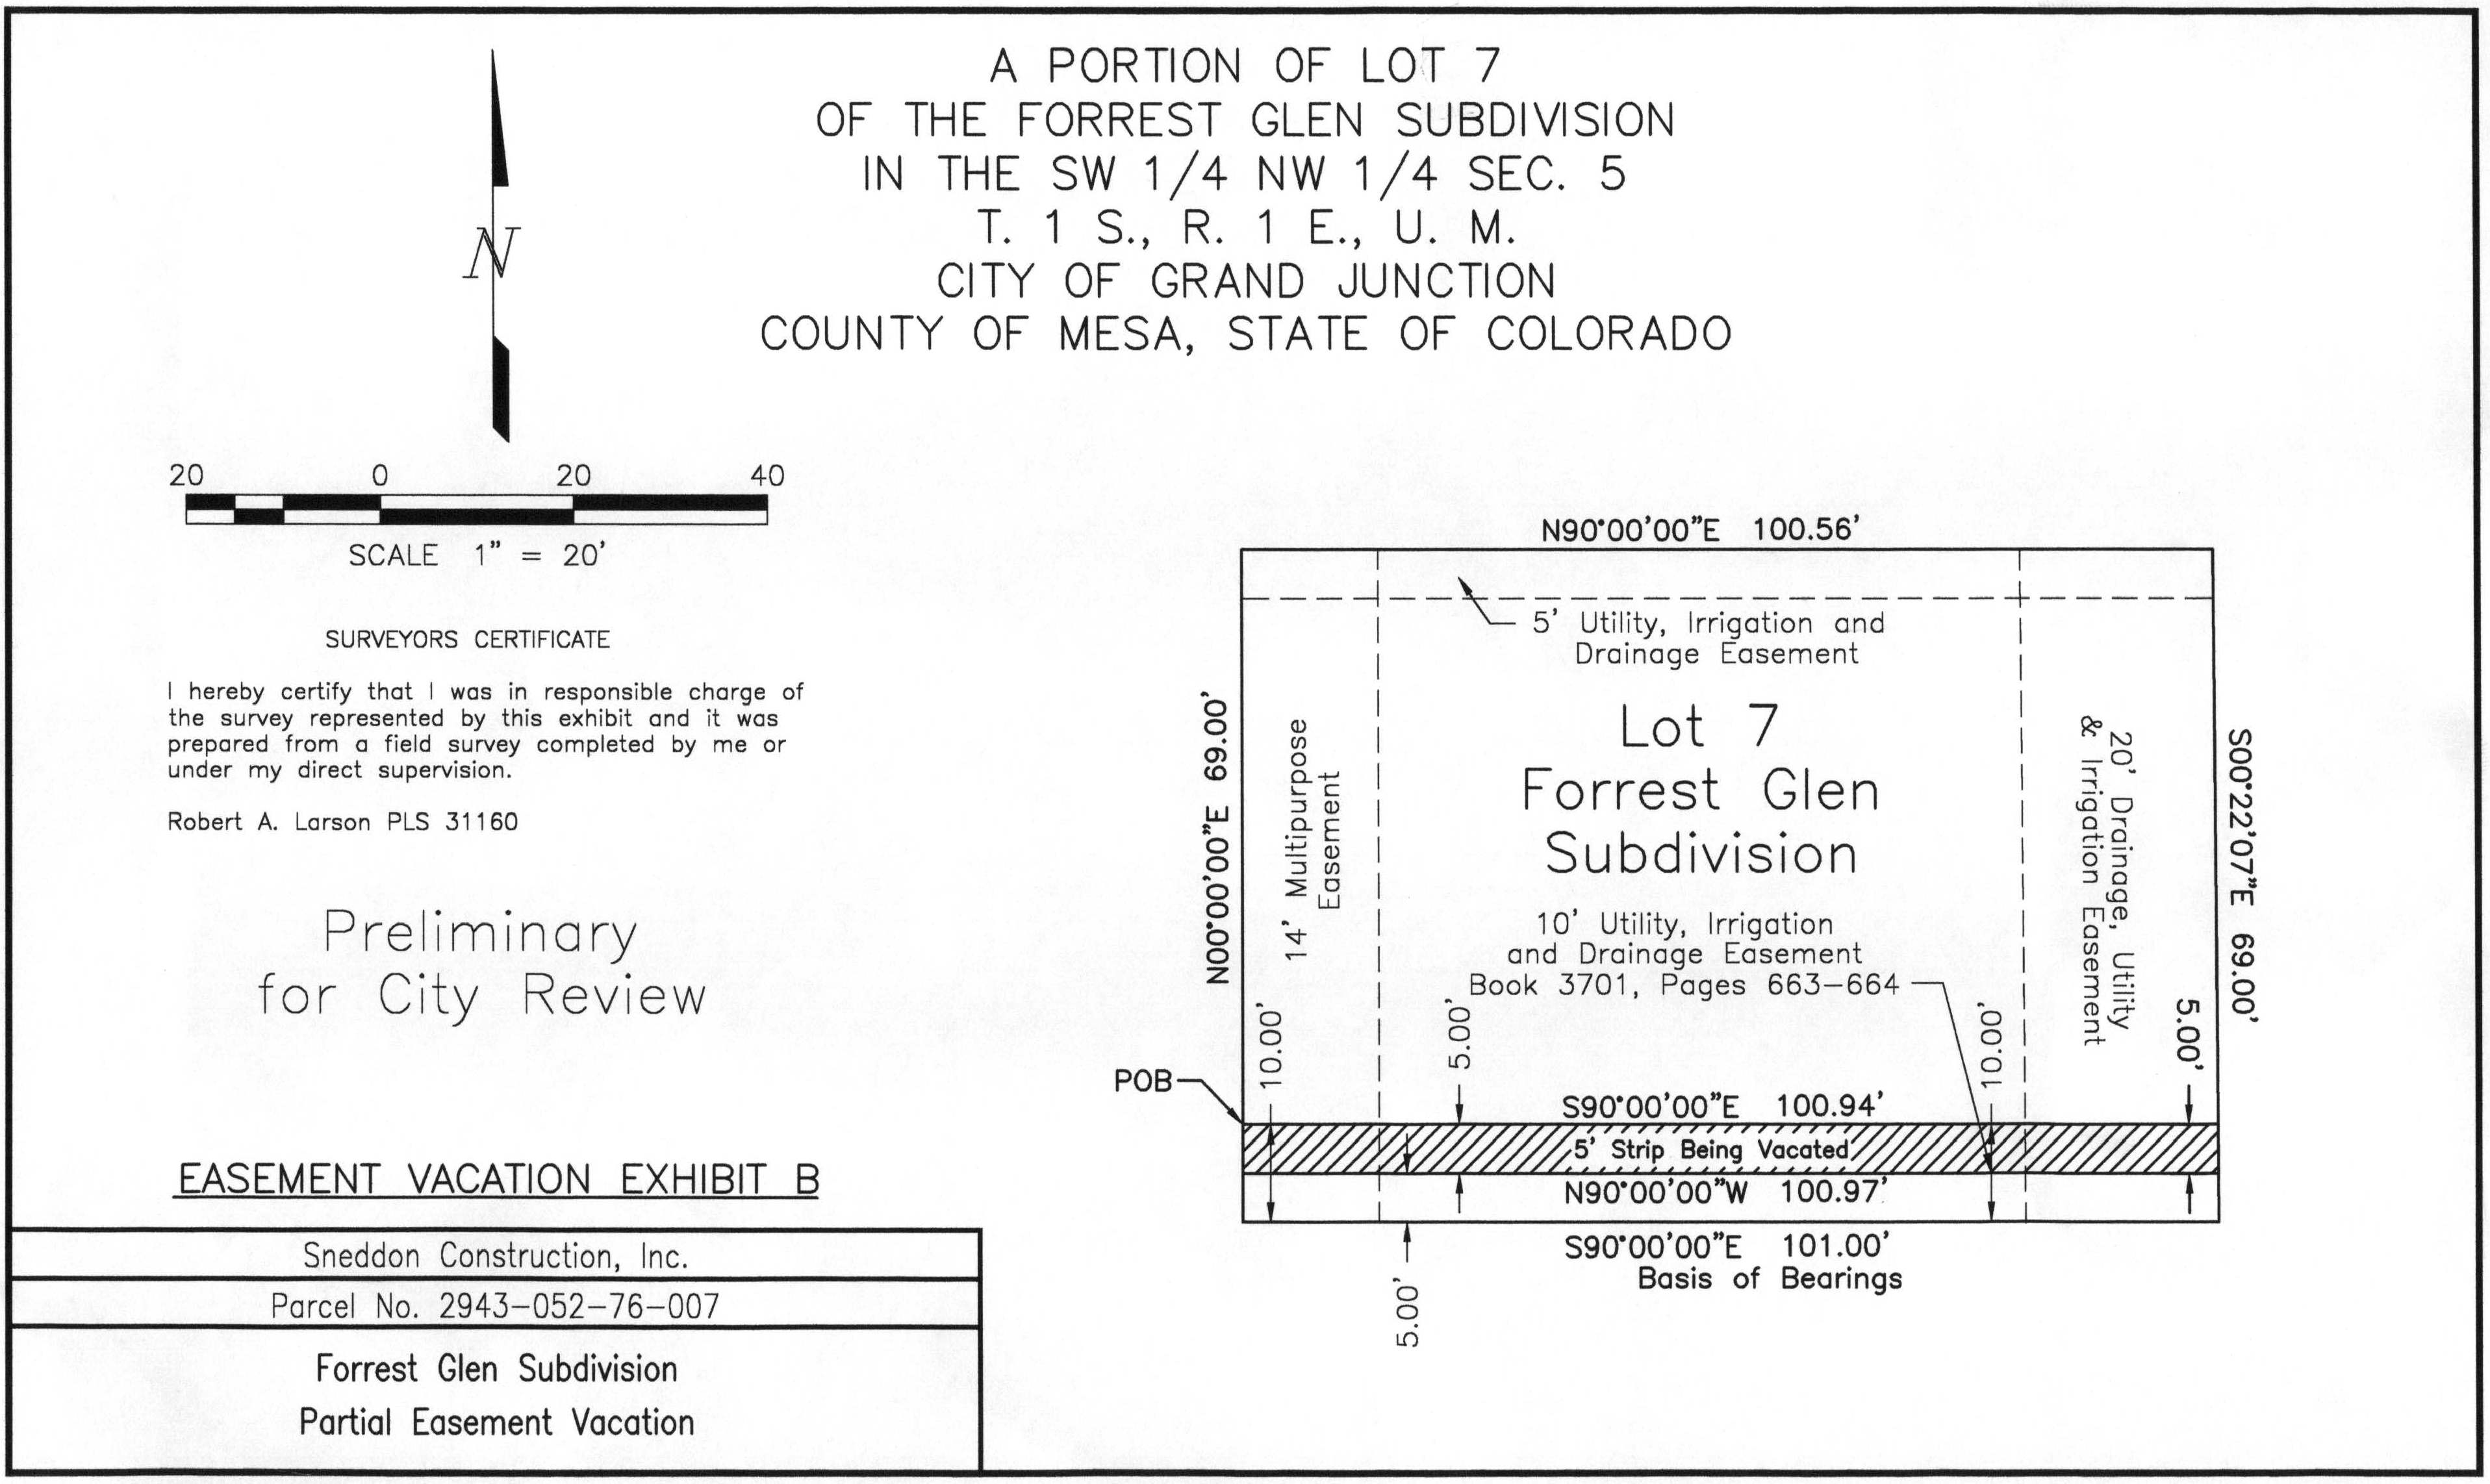 A PORTION OF LOT 7
OF THE FORREST GLEN SUBDIVISION
IN THE SW 1/4 NW 1/4 SEC. 5
T. 1 S., R. 1 E., U. M.
CITY OF GRAND JUNCTION
COUNTY OF MESA, STATE OF COLORADO
N
20 0 20 40
SCALE 1" = 20'
SURVEYORS CERTIFICATE
I hereby certify that I was in responsible charge of
the survey represented by this exhibit and it was
prepared from a field survey completed by me or
under my direct supervision.
Robert A. Larson PLS 31160
Preliminary
for City Review
EASEMENT VACATION EXHIBIT B
Sneddon Construction, Inc.
Parcel No. 2943-052-76-007
Forrest Glen Subdivision
Partial Easement Vacation
N90°00'00"E 100.56'
5' Utility, Irrigation and
Drainage Easement
Lot 7
Forrest Glen
Subdivision
N00°00'00"E 69.00'
14' Multipurpose
Easement
20' Drainage, Utility
& Irrigation Easement
S00°22'07"E 69.00'
10' Utility, Irrigation
and Drainage Easement
Book 3701, Pages 663-664
10.00'
5.00'
10.00'
5.00'
POB
S90°00'00"E 100.94'
5' Strip Being Vacated
N90°00'00"W 100.97'
S90°00'00"E 101.00'
Basis of Bearings
5.00'